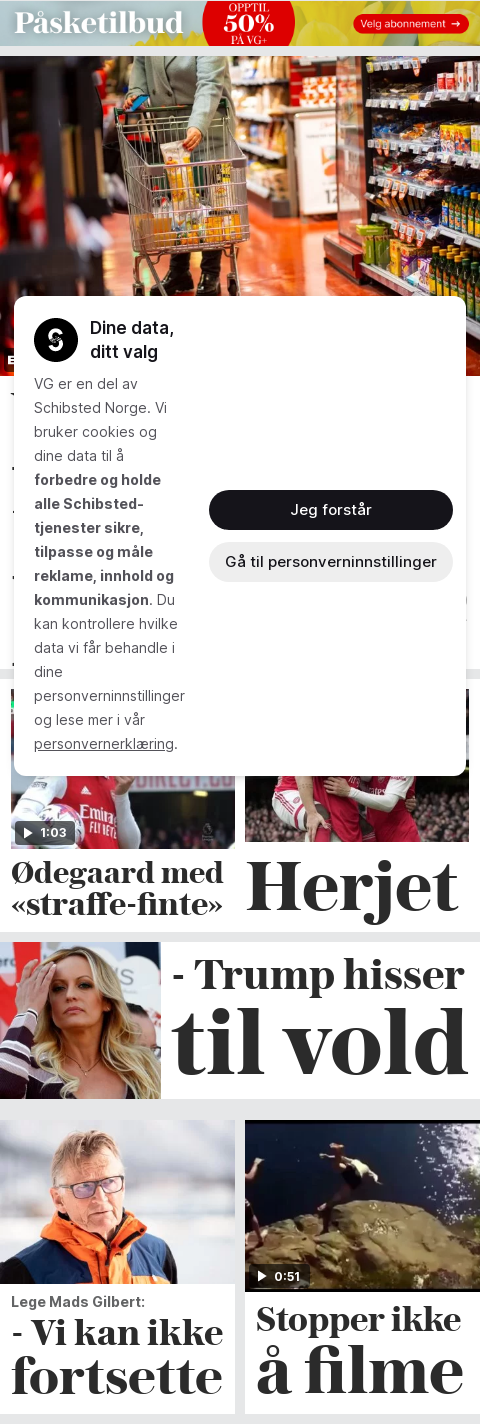 Påsketilbud
OPPTIL
50%
PÅ VG+
Velg abonnement →
Dine data,
ditt valg
VG er en del av
Schibsted Norge. Vi
bruker cookies og
dine data til å
forbedre og holde
alle Schibsted-
tjenester sikre,
tilpasse og måle
reklame, innhold og
kommunikasjon. Du
kan kontrollere hvilke
data vi får behandle i
dine
personverninnstillinger
og lese mer i vår
personvernerklæring.
Jeg forstår
Gå til personverninnstillinger
1:03
Ødegaard med
«straffe-finte»
Herjet
- Trump hisser
til vold
Lege Mads Gilbert:
- Vi kan ikke
fortsette
0:51
Stopper ikke
å filme